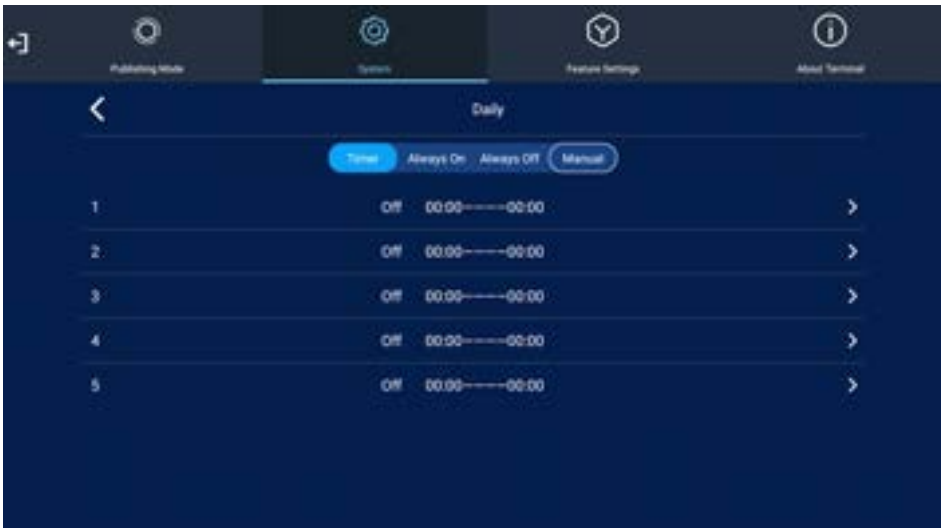 Publishing Mode System Feature Settings About Terminal
Daily
Timer Always On Always Off Manual
1 Off 00:00-----00:00
2 Off 00:00-----00:00
3 Off 00:00-----00:00
4 Off 00:00-----00:00
5 Off 00:00-----00:00